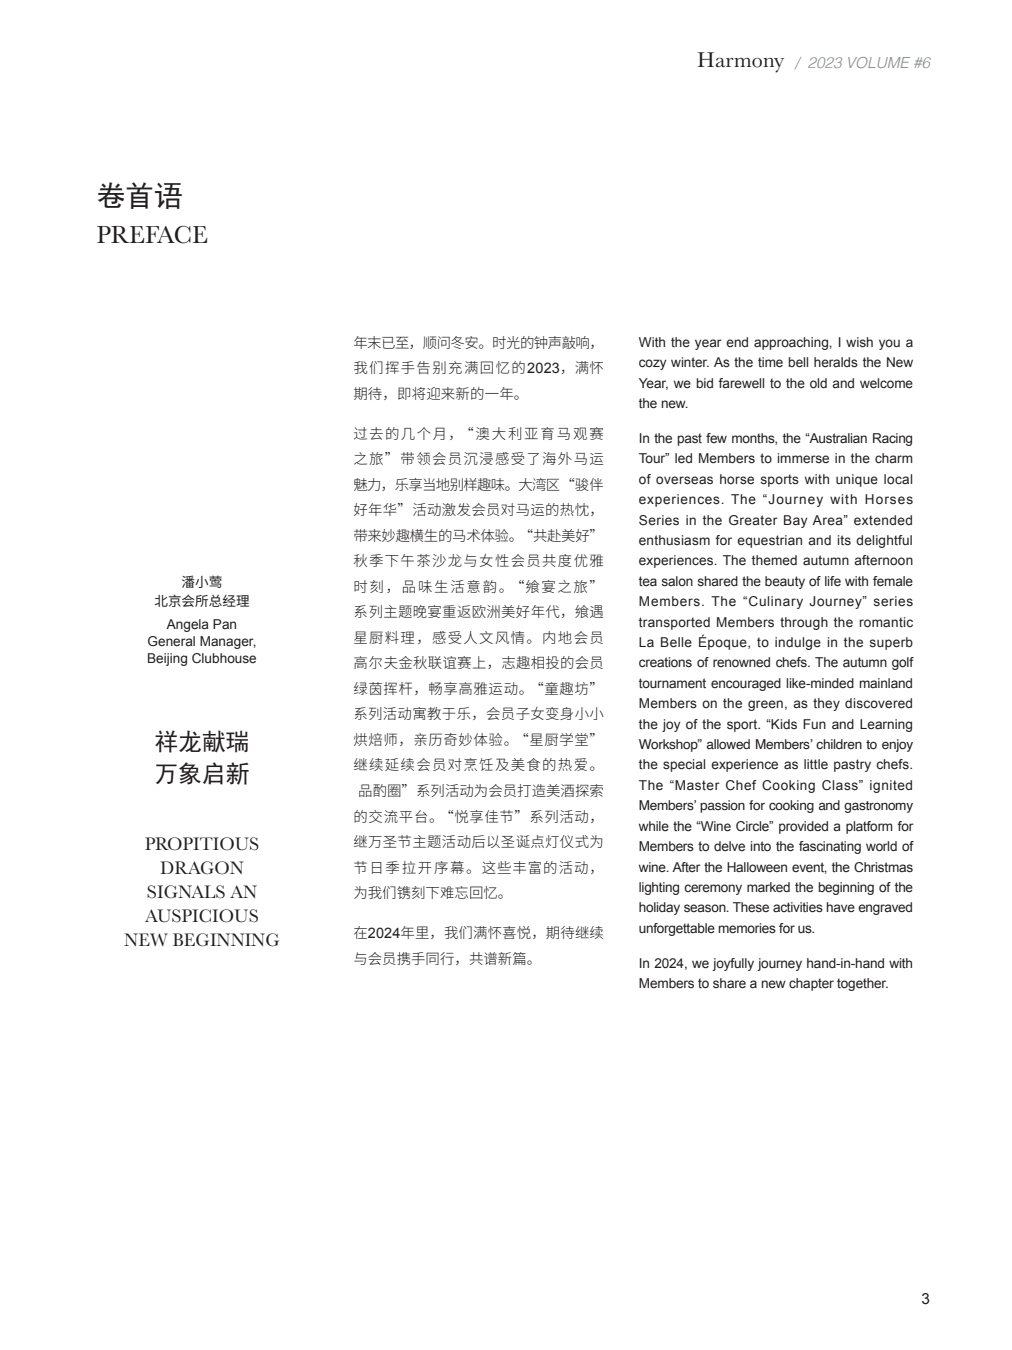 Harmony / 2023 VOLUME #6
卷首语
PREFACE
潘小莺
北京会所总经理
Angela Pan
General Manager,
Beijing Clubhouse
祥龙献瑞
万象启新
PROPITIOUS
DRAGON
SIGNALS AN
AUSPICIOUS
NEW BEGINNING
年末已至，顺问冬安。时光的钟声敲响，
我们挥手告别充满回忆的2023，满怀
期待，即将迎来新的一年。
过去的几个月，“澳大利亚育马观赛
之旅”带领会员沉浸感受了海外马运
魅力，乐享当地别样趣味。大湾区“骏伴
好年华”活动激发会员对马运的热忱，
带来妙趣横生的马术体验。“共赴美好”
秋季下午茶沙龙与女性会员共度优雅
时刻，品味生活意韵。“飨宴之旅”
系列主题晚宴重返欧洲美好年代，飨遇
星厨料理，感受人文风情。内地会员
高尔夫金秋联谊赛上，志趣相投的会员
绿茵挥杆，畅享高雅运动。“童趣坊”
系列活动寓教于乐，会员子女变身小小
烘焙师，亲历奇妙体验。“星厨学堂”
继续延续会员对烹饪及美食的热爱。
品酌圈”系列活动为会员打造美酒探索
的交流平台。“悦享佳节”系列活动，
继万圣节主题活动后以圣诞点灯仪式为
节日季拉开序幕。这些丰富的活动，
为我们镌刻下难忘回忆。
在2024年里，我们满怀喜悦，期待继续
与会员携手同行，共谱新篇。
With the year end approaching, I wish you a
cozy winter. As the time bell heralds the New
Year, we bid farewell to the old and welcome
the new.
In the past few months, the “Australian Racing
Tour” led Members to immerse in the charm
of overseas horse sports with unique local
experiences. The “Journey with Horses
Series in the Greater Bay Area” extended
enthusiasm for equestrian and its delightful
experiences. The themed autumn afternoon
tea salon shared the beauty of life with female
Members. The “Culinary Journey” series
transported Members through the romantic
La Belle Époque, to indulge in the superb
creations of renowned chefs. The autumn golf
tournament encouraged like-minded mainland
Members on the green, as they discovered
the joy of the sport. “Kids Fun and Learning
Workshop” allowed Members’ children to enjoy
the special experience as little pastry chefs.
The “Master Chef Cooking Class” ignited
Members’ passion for cooking and gastronomy
while the “Wine Circle” provided a platform for
Members to delve into the fascinating world of
wine. After the Halloween event, the Christmas
lighting ceremony marked the beginning of the
holiday season. These activities have engraved
unforgettable memories for us.
In 2024, we joyfully journey hand-in-hand with
Members to share a new chapter together.
3